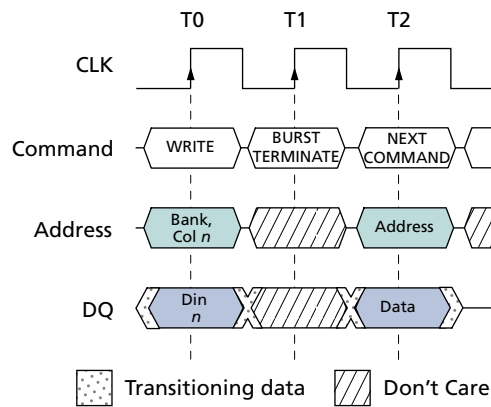 T0 T1 T2
CLK
Command WRITE BURST TERMINATE NEXT COMMAND
Address Bank, Col n Address
DQ Din n Data
Transitioning data Don't Care